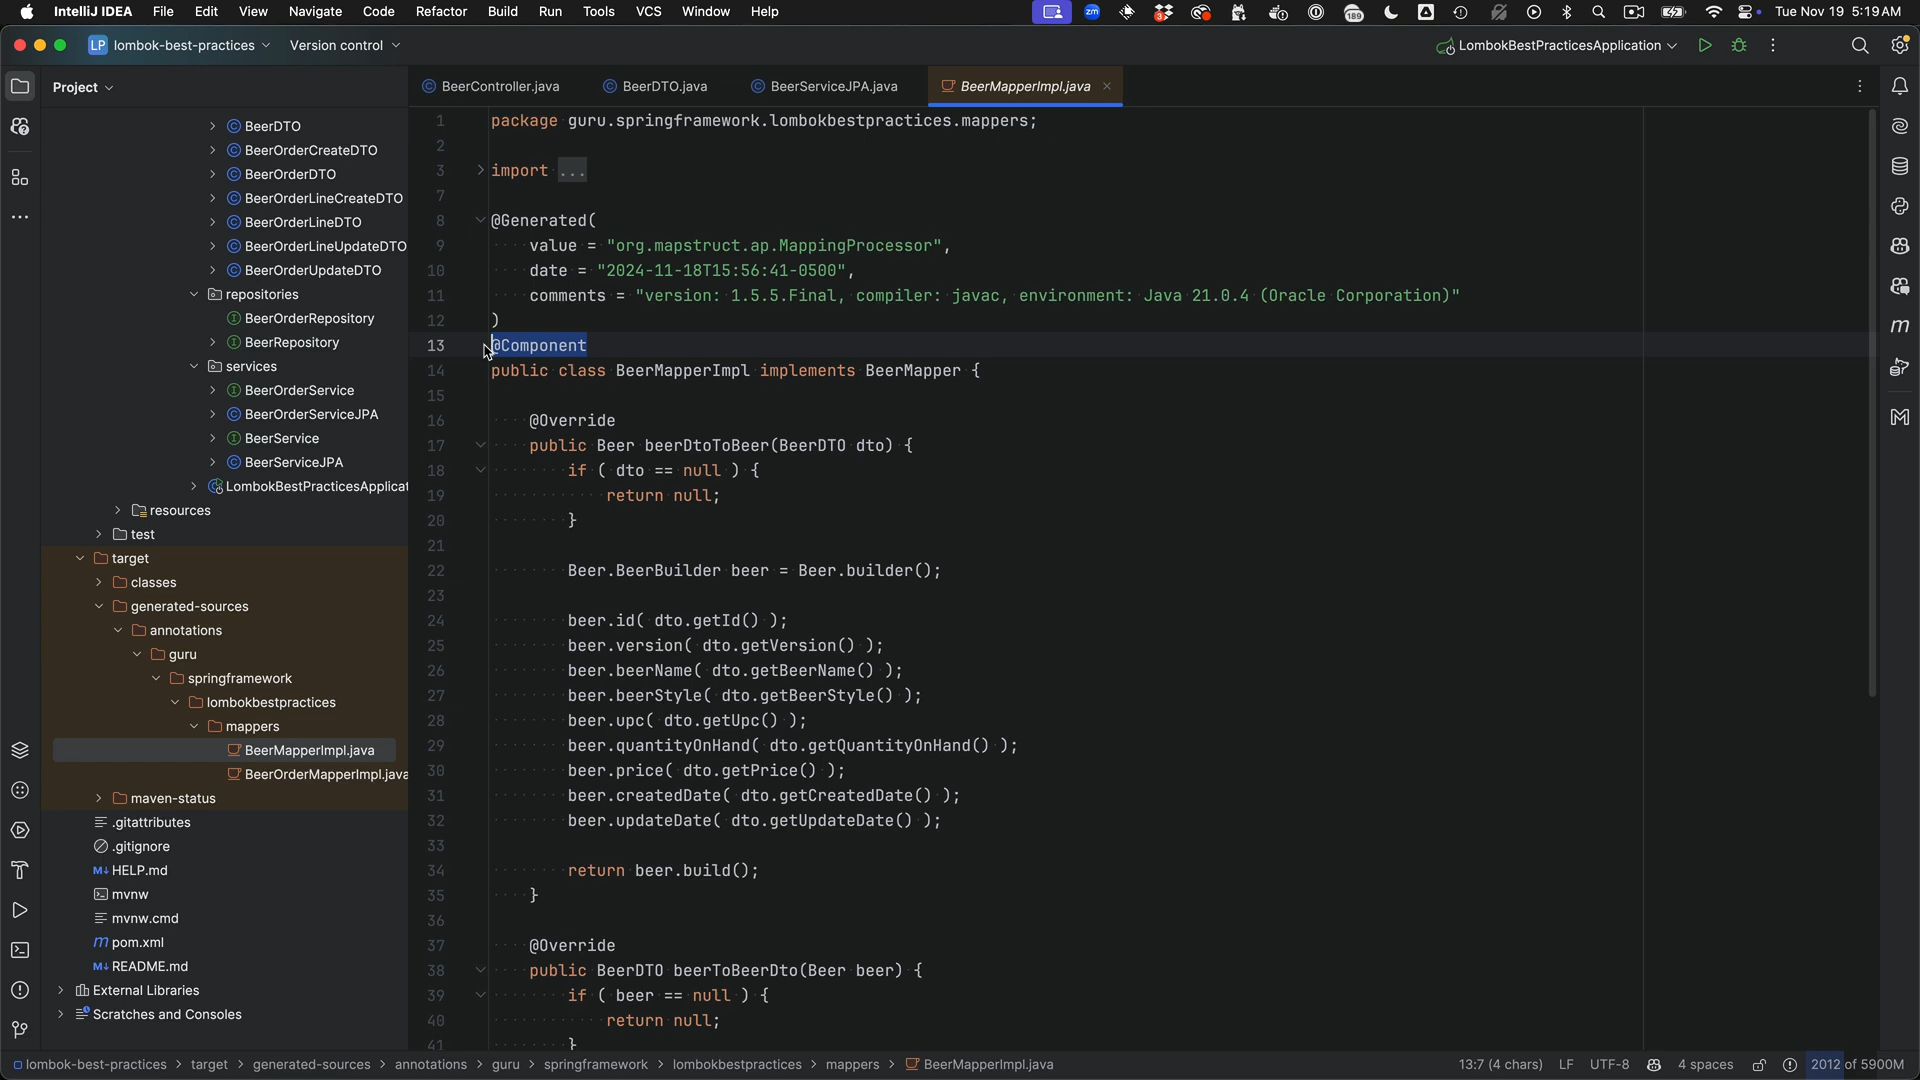 IntelliJ IDEA File Edit View Navigate Code Refactor Build Run Tools VCS Window Help
3 zm 189 Tue Nov 19 5:19 AM
LP lombok-best-practices Version control LombokBestPracticesApplication
Project
BeerController.java BeerDTO.java BeerServiceJPA.java BeerMapperImpl.java
BeerDTO
BeerOrderCreateDTO
BeerOrderDTO
BeerOrderLineCreateDTO
BeerOrderLineDTO
BeerOrderLineUpdateDTO
BeerOrderUpdateDTO
repositories
BeerOrderRepository
BeerRepository
services
BeerOrderService
BeerOrderServiceJPA
BeerService
BeerServiceJPA
LombokBestPracticesApplicat
resources
test
target
classes
generated-sources
annotations
guru
springframework
lombokbestpractices
mappers
BeerMapperImpl.java
BeerOrderMapperImpl.java
maven-status
.gitattributes
.gitignore
M↓ HELP.md
mvnw
mvnw.cmd
m pom.xml
M↓ README.md
External Libraries
Scratches and Consoles
1 package guru.springframework.lombokbestpractices.mappers;
2
3 import ...
7
8 @Generated(
9 value = "org.mapstruct.ap.MappingProcessor",
10 date = "2024-11-18T15:56:41-0500",
11 comments = "version: 1.5.5.Final, compiler: javac, environment: Java 21.0.4 (Oracle Corporation)"
12 )
13 @Component
14 public class BeerMapperImpl implements BeerMapper {
15
16 @Override
17 public Beer beerDtoToBeer(BeerDTO dto) {
18 if ( dto == null ) {
19 return null;
20 }
21
22 Beer.BeerBuilder beer = Beer.builder();
23
24 beer.id( dto.getId() );
25 beer.version( dto.getVersion() );
26 beer.beerName( dto.getBeerName() );
27 beer.beerStyle( dto.getBeerStyle() );
28 beer.upc( dto.getUpc() );
29 beer.quantityOnHand( dto.getQuantityOnHand() );
30 beer.price( dto.getPrice() );
31 beer.createdDate( dto.getCreatedDate() );
32 beer.updateDate( dto.getUpdateDate() );
33
34 return beer.build();
35 }
36
37 @Override
38 public BeerDTO beerToBeerDto(Beer beer) {
39 if ( beer == null ) {
40 return null;
41 }
lombok-best-practices > target > generated-sources > annotations > guru > springframework > lombokbestpractices > mappers > BeerMapperImpl.java 13:7 (4 chars) LF UTF-8 4 spaces 2012 of 5900M